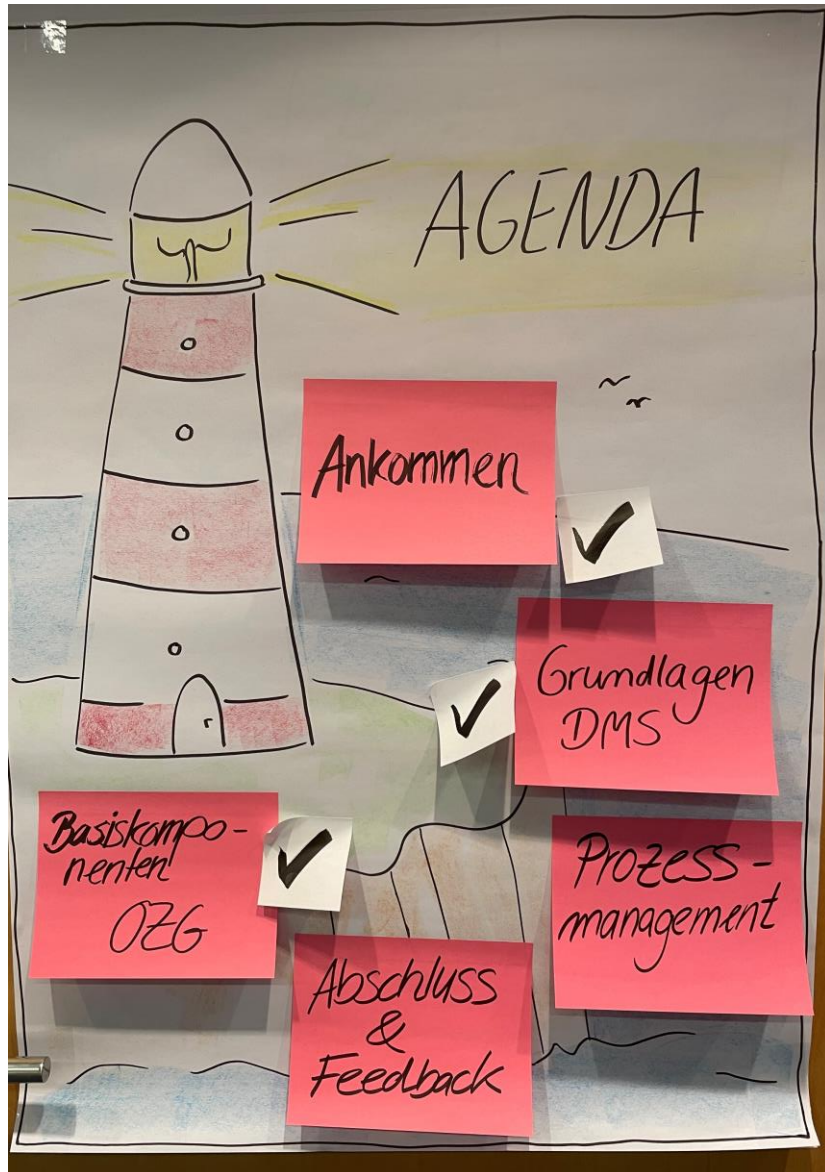 AGENDA
Ankommen
Grundlagen
DMS
Prozess-
management
Basiskompo-
nenten
OZG
Abschluss
&
Feedback